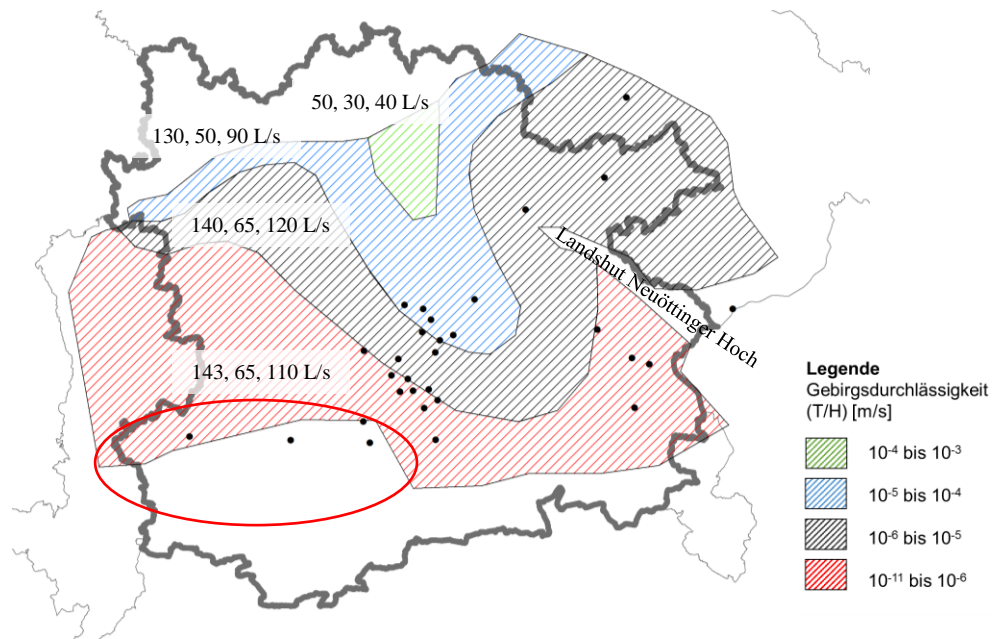 50, 30, 40 L/s
130, 50, 90 L/s
140, 65, 120 L/s
Landshut Neuöttinger Hoch
143, 65, 110 L/s
Legende
Gebirgsdurchlässigkeit
(T/H) [m/s]
10⁻⁴ bis 10⁻³
10⁻⁵ bis 10⁻⁴
10⁻⁶ bis 10⁻⁵
10⁻¹¹ bis 10⁻⁶